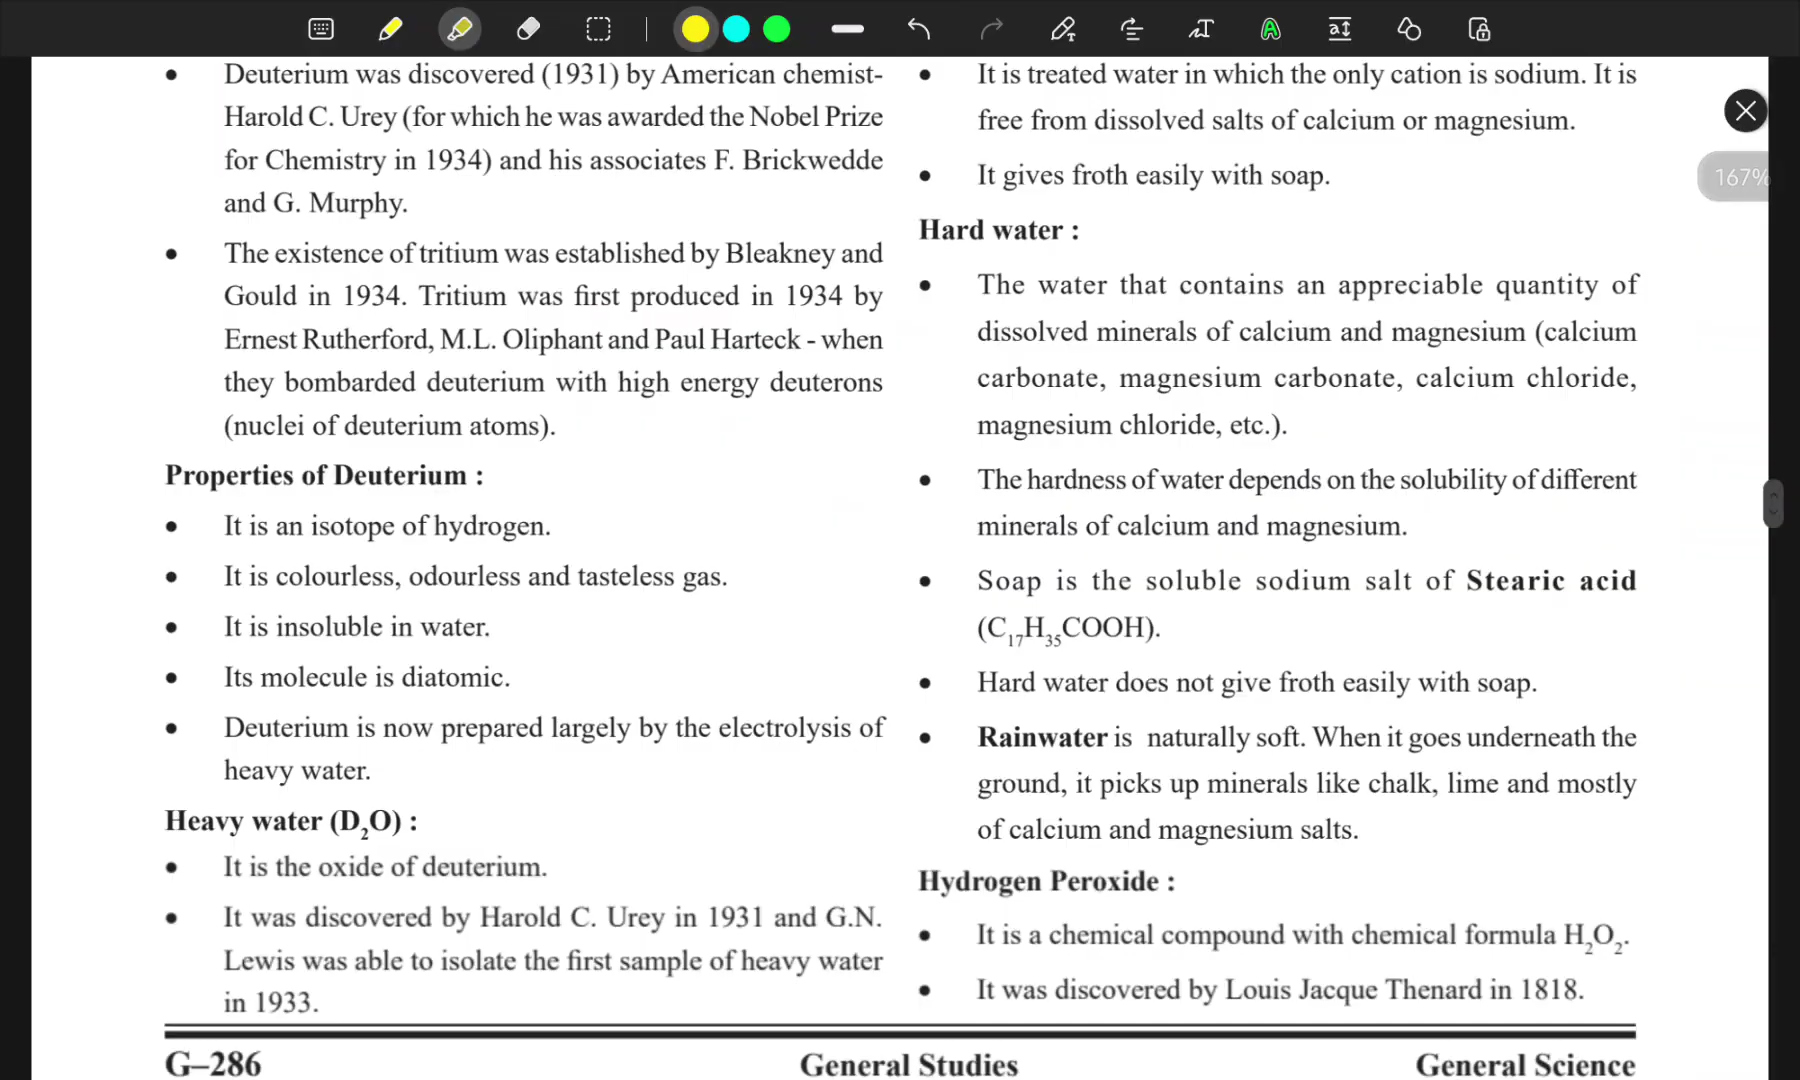 167%
• Deuterium was discovered (1931) by American chemist-
Harold C. Urey (for which he was awarded the Nobel Prize
for Chemistry in 1934) and his associates F. Brickwedde
and G. Murphy.
• The existence of tritium was established by Bleakney and
Gould in 1934. Tritium was first produced in 1934 by
Ernest Rutherford, M.L. Oliphant and Paul Harteck - when
they bombarded deuterium with high energy deuterons
(nuclei of deuterium atoms).
Properties of Deuterium :
• It is an isotope of hydrogen.
• It is colourless, odourless and tasteless gas.
• It is insoluble in water.
• Its molecule is diatomic.
• Deuterium is now prepared largely by the electrolysis of
heavy water.
Heavy water (D₂O) :
• It is the oxide of deuterium.
• It was discovered by Harold C. Urey in 1931 and G.N.
Lewis was able to isolate the first sample of heavy water
in 1933.
• It is treated water in which the only cation is sodium. It is
free from dissolved salts of calcium or magnesium.
• It gives froth easily with soap.
Hard water :
• The water that contains an appreciable quantity of
dissolved minerals of calcium and magnesium (calcium
carbonate, magnesium carbonate, calcium chloride,
magnesium chloride, etc.).
• The hardness of water depends on the solubility of different
minerals of calcium and magnesium.
• Soap is the soluble sodium salt of Stearic acid
(C₁₇H₃₅COOH).
• Hard water does not give froth easily with soap.
• Rainwater is naturally soft. When it goes underneath the
ground, it picks up minerals like chalk, lime and mostly
of calcium and magnesium salts.
Hydrogen Peroxide :
• It is a chemical compound with chemical formula H₂O₂.
• It was discovered by Louis Jacque Thenard in 1818.
G–286 General Studies General Science